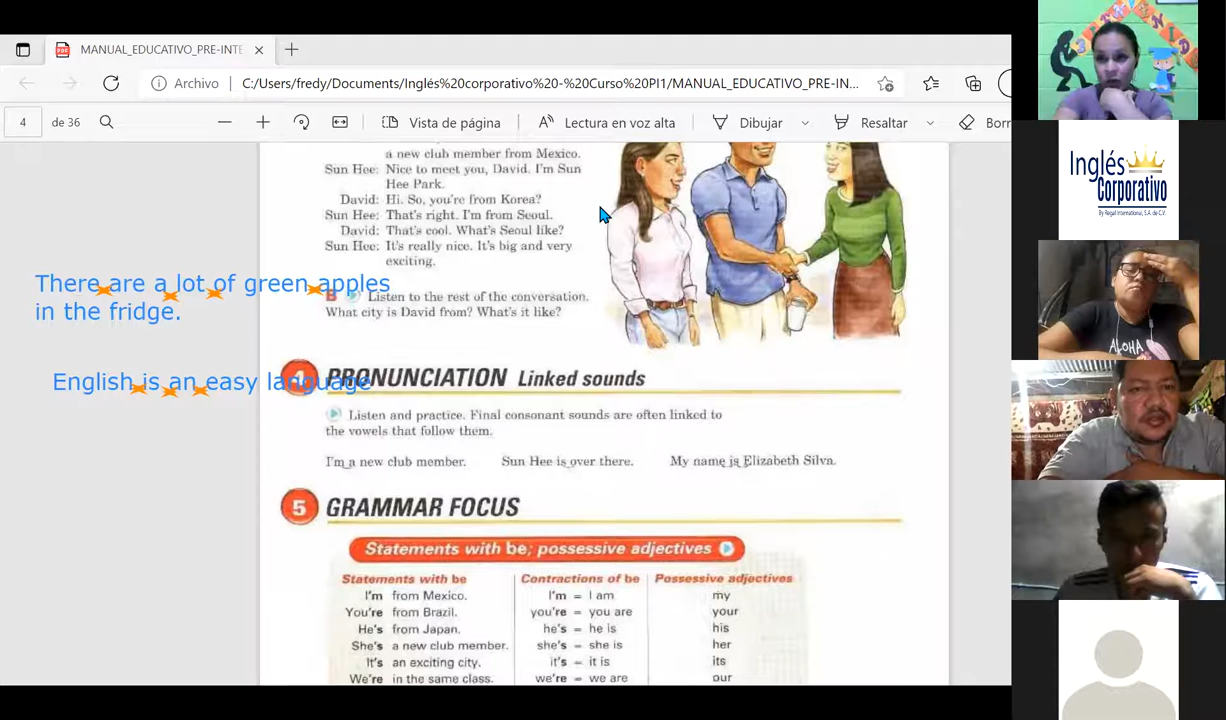 MANUAL_EDUCATIVO_PRE-INTE
Archivo
C:/Users/fredy/Documents/Inglés%20corporativo%20-%20Curso%20PI1/MANUAL_EDUCATIVO_PRE-IN...
4
de 36
Vista de página
Lectura en voz alta
Dibujar
Resaltar
Borr
a new club member from Mexico.
Sun Hee: Nice to meet you, David. I'm Sun
Hee Park.
David: Hi. So, you're from Korea?
Sun Hee: That's right. I'm from Seoul.
David: That's cool. What's Seoul like?
Sun Hee: It's really nice. It's big and very
exciting.
There are a lot of green apples
in the fridge.
B Listen to the rest of the conversation.
What city is David from? What's it like?
English is an easy language
4 PRONUNCIATION Linked sounds
Listen and practice. Final consonant sounds are often linked to
the vowels that follow them.
I'm a new club member. Sun Hee is over there. My name is Elizabeth Silva.
5 GRAMMAR FOCUS
Statements with be; possessive adjectives
Statements with be Contractions of be Possessive adjectives
I'm from Mexico. I'm = I am my
You're from Brazil. you're = you are your
He's from Japan. he's = he is his
She's a new club member. she's = she is her
It's an exciting city. it's = it is its
We're in the same class. we're = we are our
Inglés
Corporativo
By Regal International, S.A. de C.V.
ALOHA